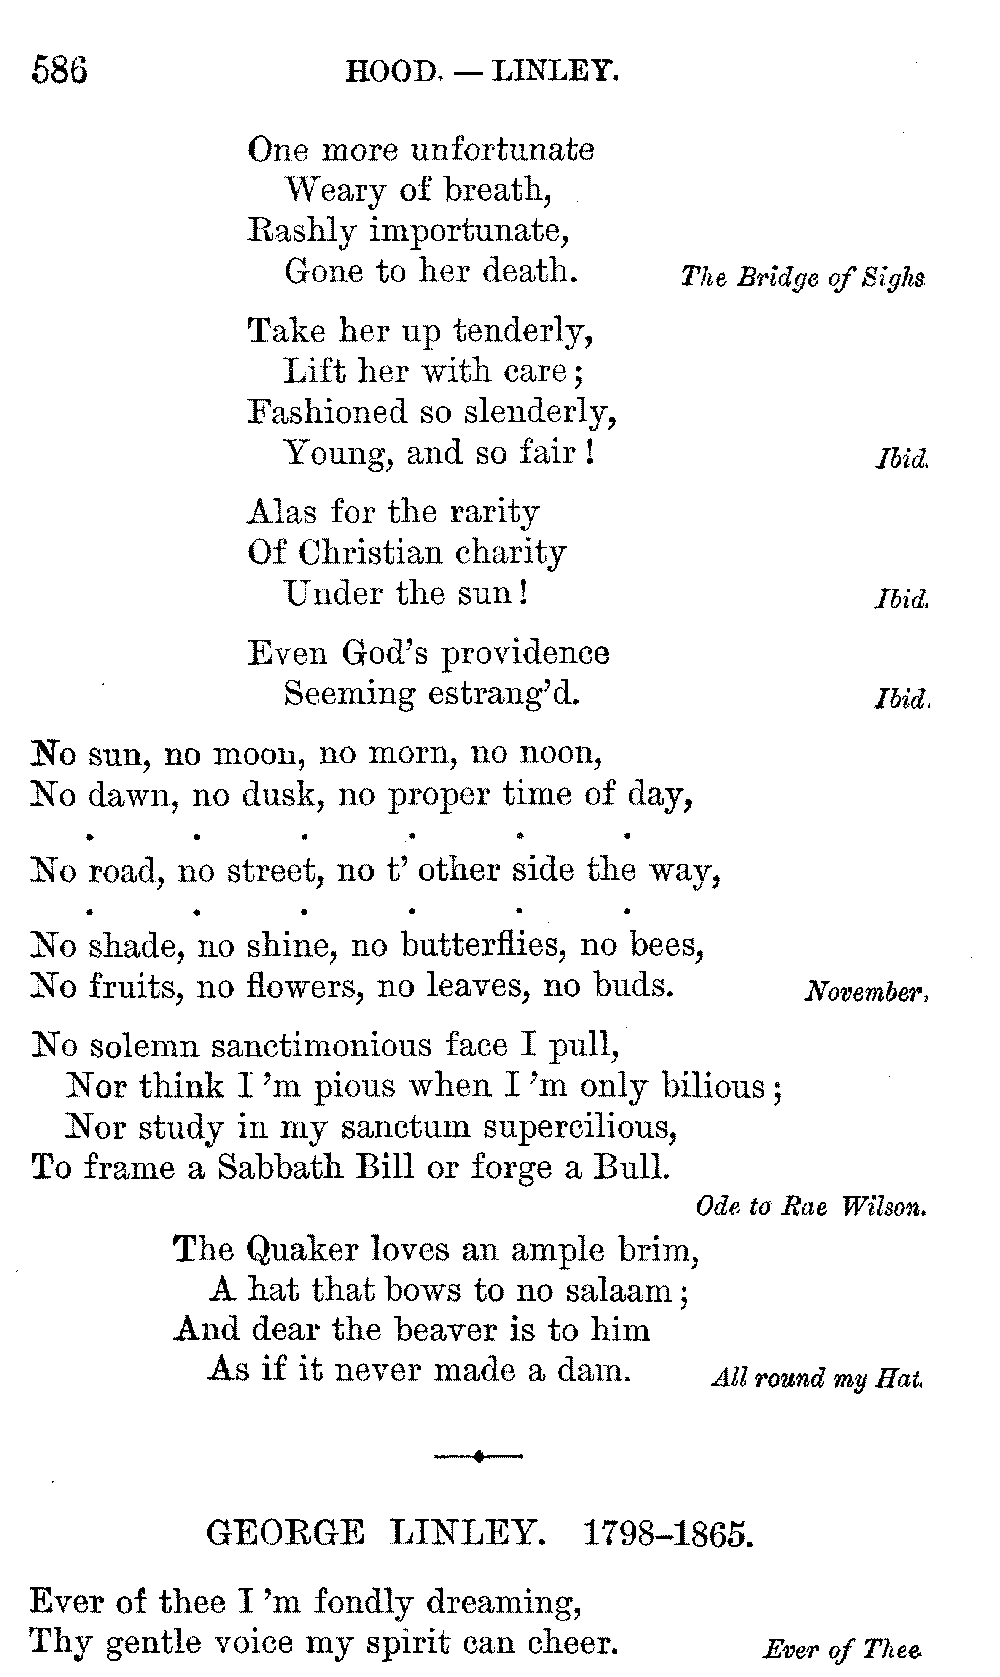 586 HOOD. — LINLEY.
One more unfortunate
Weary of breath,
Rashly importunate,
Gone to her death. The Bridge of Sighs
Take her up tenderly,
Lift her with care;
Fashioned so slenderly,
Young, and so fair! Ibid.
Alas for the rarity
Of Christian charity
Under the sun! Ibid.
Even God's providence
Seeming estrang'd. Ibid.
No sun, no moon, no morn, no noon,
No dawn, no dusk, no proper time of day,
. . . . . .
No road, no street, no t' other side the way,
. . . . . .
No shade, no shine, no butterflies, no bees,
No fruits, no flowers, no leaves, no buds. November.
No solemn sanctimonious face I pull,
Nor think I 'm pious when I 'm only bilious;
Nor study in my sanctum supercilious,
To frame a Sabbath Bill or forge a Bull.
Ode to Rae Wilson.
The Quaker loves an ample brim,
A hat that bows to no salaam;
And dear the beaver is to him
As if it never made a dam. All round my Hat.
GEORGE LINLEY. 1798–1865.
Ever of thee I 'm fondly dreaming,
Thy gentle voice my spirit can cheer. Ever of Thee